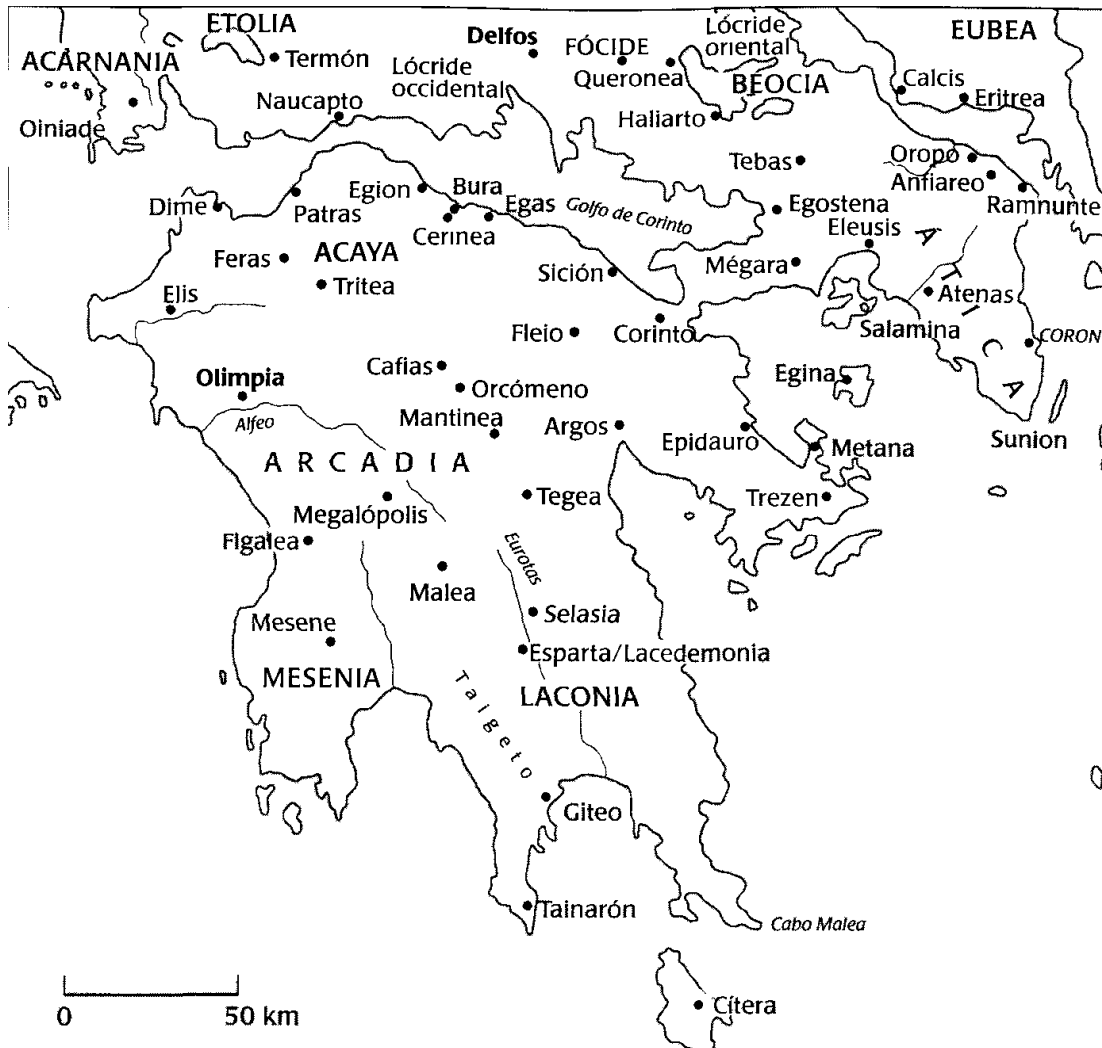 ETOLIA
Delfos
FÓCIDE
Lócride
oriental
EUBEA
ACARNANIA
Termón
Lócride
occidental
Queronea
BEOCIA
Calcis
Eritrea
Oiniade
Naucapto
Haliarto
Tebas
Oropó
Anfiareo
Ramnunte
Dime
Patras
Egion
Bura
Egas
Cerinea
Golfo de Corinto
Egostena
Eleusis
Feras
ACAYA
Tritea
Sición
Mégara
ATICA
Elis
Atenas
Fleio
Corinto
Salamina
CORON
Cafias
Orcómeno
Egina
Olimpia
Alfeo
Mantinea
Argos
Epidauro
Metana
Sunion
ARCADIA
Megalópolis
Tegea
Trezen
Figalea
Eurotas
Malea
Selasia
Mesene
Esparta/Lacedemonia
MESENIA
Taigeto
LACONIA
Giteo
Tainarón
Cabo Malea
Cítera
0 50 km